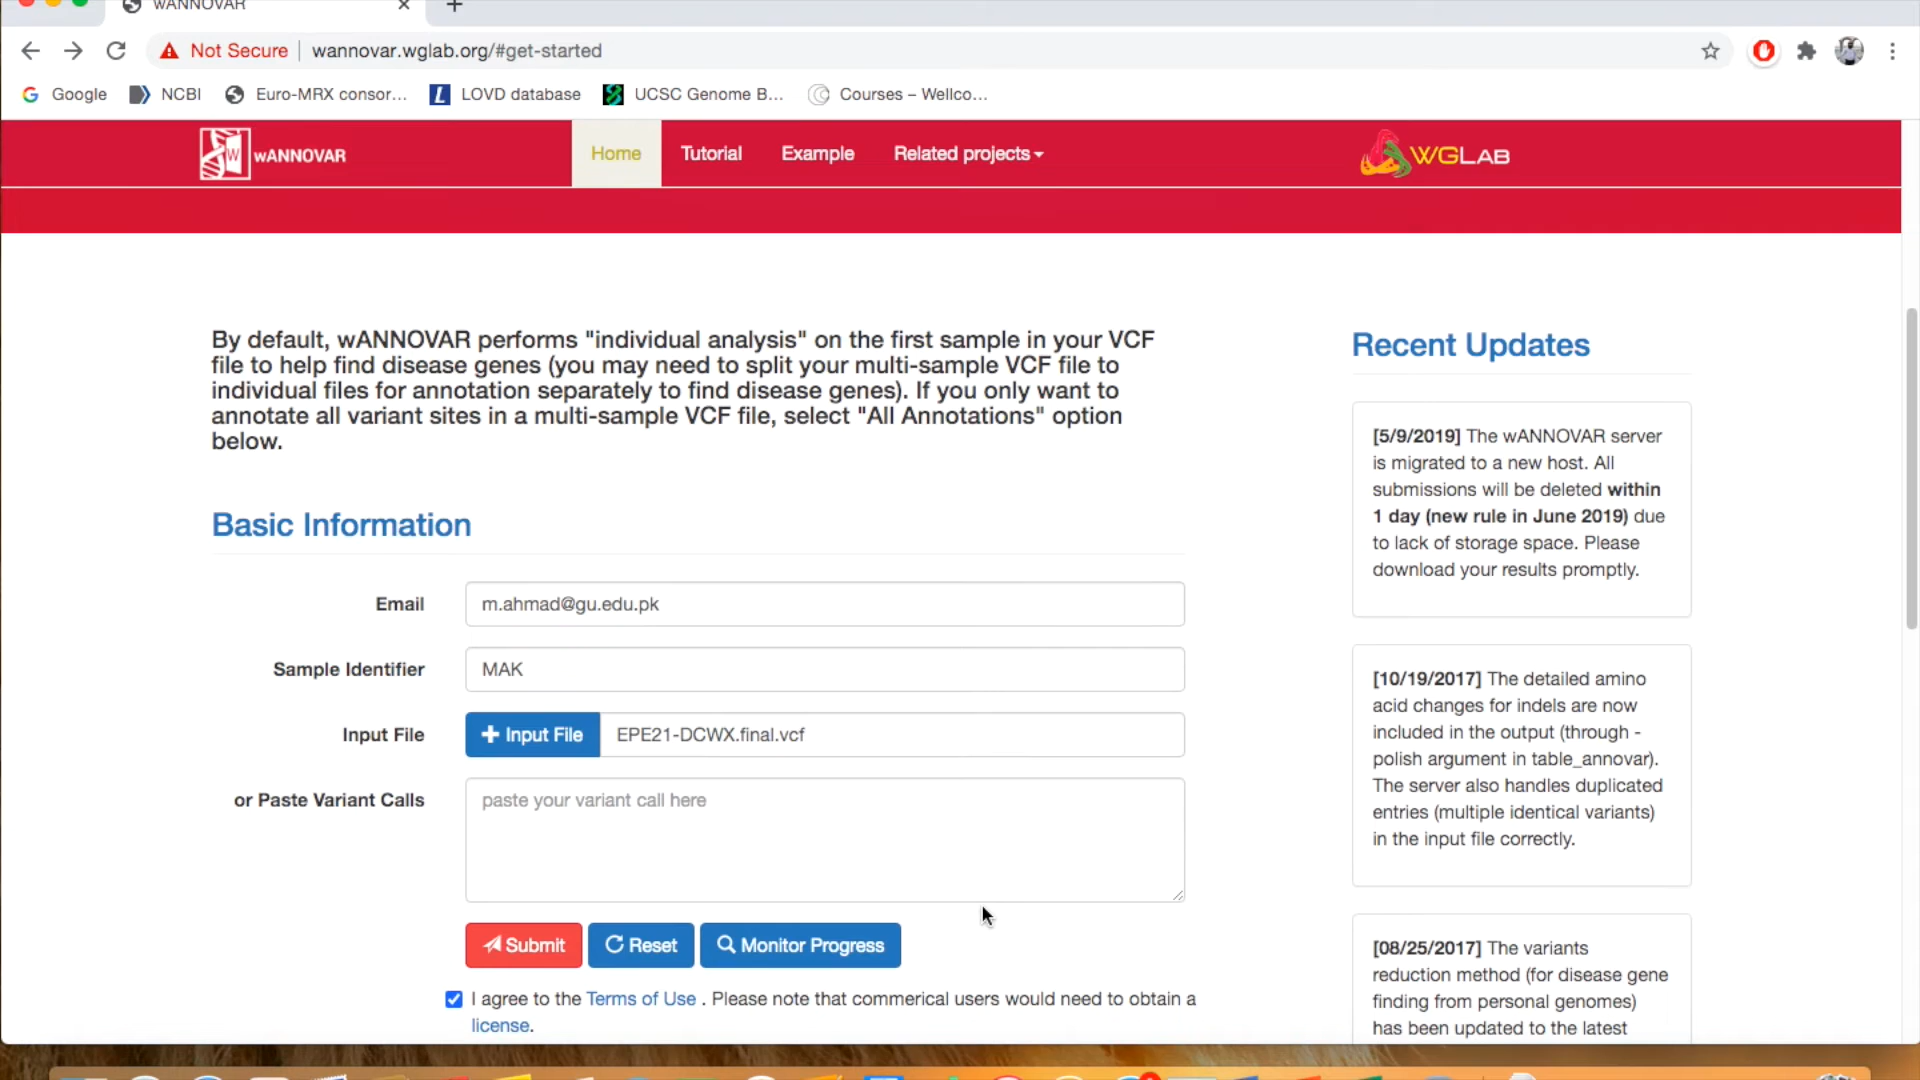 wANNOVAR
Not Secure
wannovar.wglab.org/#get-started
Google
NCBI
Euro-MRX consor...
LOVD database
UCSC Genome B...
Courses – Wellco...
W
wANNOVAR
Home
Tutorial
Example
Related projects
WGLAB
By default, wANNOVAR performs "individual analysis" on the first sample in your VCF
file to help find disease genes (you may need to split your multi-sample VCF file to
individual files for annotation separately to find disease genes). If you only want to
annotate all variant sites in a multi-sample VCF file, select "All Annotations" option
below.
Basic Information
Email
m.ahmad@gu.edu.pk
Sample Identifier
MAK
Input File
Input File
EPE21-DCWX.final.vcf
or Paste Variant Calls
paste your variant call here
Submit
Reset
Monitor Progress
I agree to the Terms of Use . Please note that commerical users would need to obtain a
license.
Recent Updates
[5/9/2019] The wANNOVAR server
is migrated to a new host. All
submissions will be deleted within
1 day (new rule in June 2019) due
to lack of storage space. Please
download your results promptly.
[10/19/2017] The detailed amino
acid changes for indels are now
included in the output (through -
polish argument in table_annovar).
The server also handles duplicated
entries (multiple identical variants)
in the input file correctly.
[08/25/2017] The variants
reduction method (for disease gene
finding from personal genomes)
has been updated to the latest